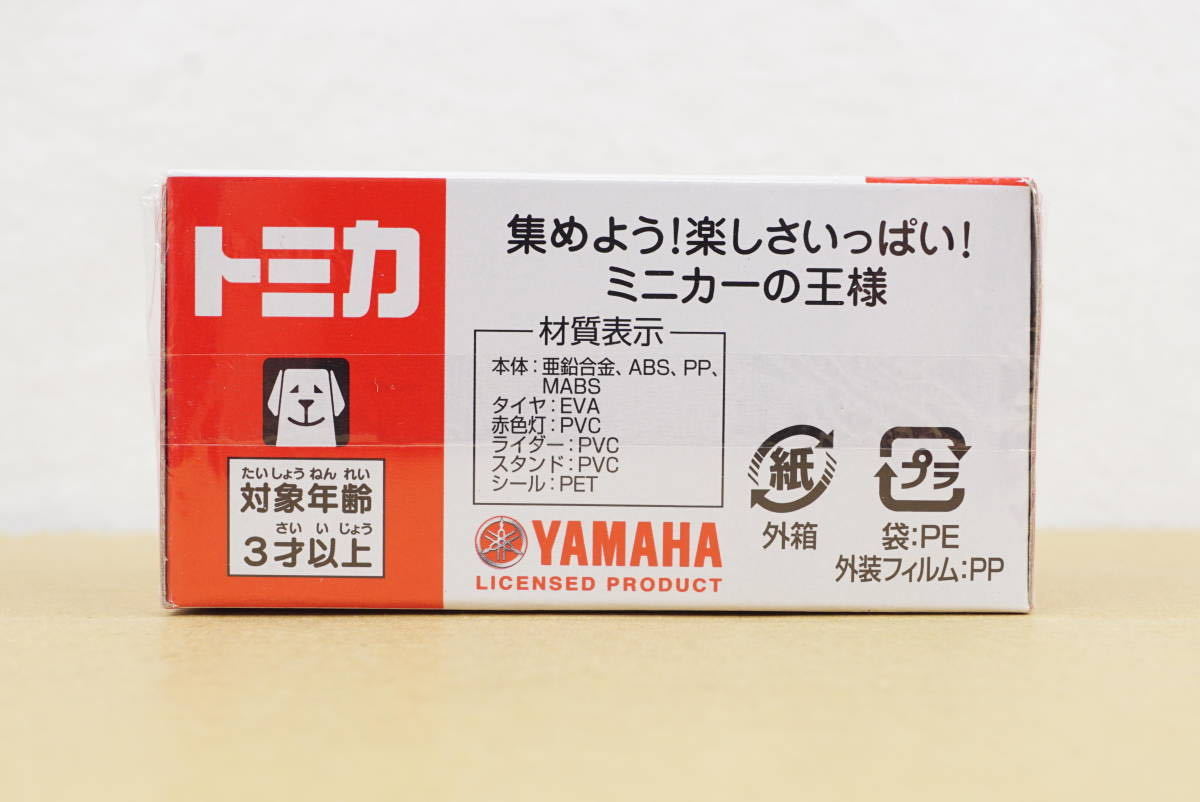 トミカ
たいしょうねんれい
対象年齢
さいいじょう
3才以上
集めよう!楽しさいっぱい!
ミニカーの王様
材質表示
本体:亜鉛合金、ABS、PP、
MABS
タイヤ:EVA
赤色灯:PVC
ライダー:PVC
スタンド:PVC
シール:PET
YAMAHA
LICENSED PRODUCT
紙
外箱
プラ
袋:PE
外装フィルム:PP